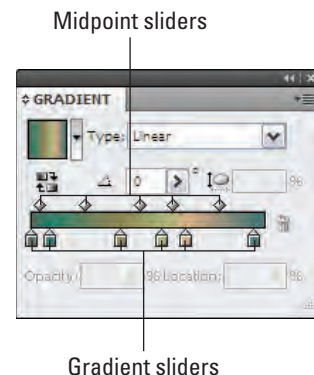 Midpoint sliders
GRADIENT
Type: Linear
0 ° %
Opacity: % Location: %
Gradient sliders